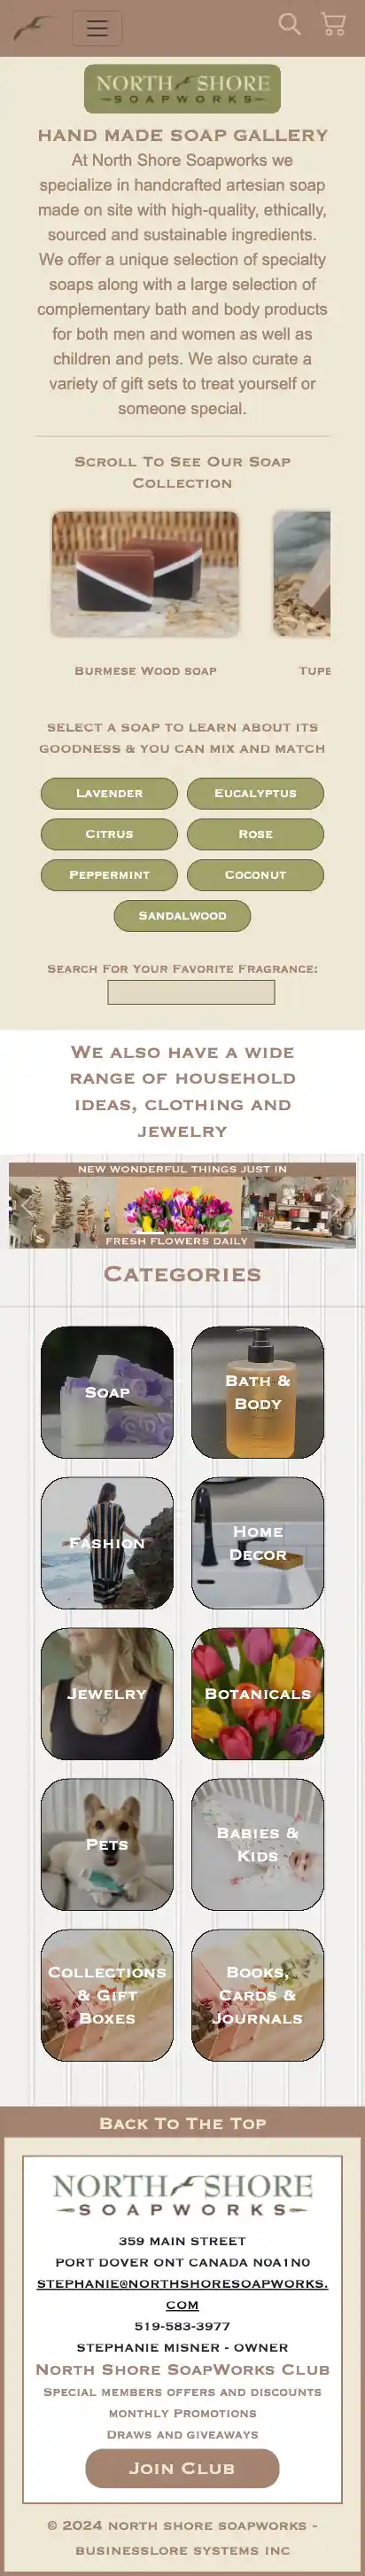 NORTH SHORE
SOAPWORKS
HAND MADE SOAP GALLERY
At North Shore Soapworks we
specialize in handcrafted artesian soap
made on site with high-quality, ethically,
sourced and sustainable ingredients.
We offer a unique selection of specialty
soaps along with a large selection of
complementary bath and body products
for both men and women as well as
children and pets. We also curate a
variety of gift sets to treat yourself or
someone special.
Scroll To See Our Soap
Collection
Burmese Wood soap
Tupe
SELECT A SOAP TO LEARN ABOUT ITS
GOODNESS & YOU CAN MIX AND MATCH
Lavender
Eucalyptus
Citrus
Rose
Peppermint
Coconut
Sandalwood
Search For Your Favorite Fragrance:
We also have a wide
range of household
ideas, clothing and
jewelry
NEW WONDERFUL THINGS JUST IN
FRESH FLOWERS DAILY
Categories
Soap
Bath &
Body
Fashion
Home
Decor
Jewelry
Botanicals
Pets
Babies &
Kids
Collections
& Gift
Boxes
Books,
Cards &
Journals
Back To The Top
NORTH SHORE
SOAPWORKS
359 MAIN STREET
PORT DOVER ONT CANADA N0A1N0
STEPHANIE@NORTHSHORESOAPWORKS.
COM
519-583-3977
STEPHANIE MISNER - OWNER
North Shore SoapWorks Club
Special members offers and discounts
monthly Promotions
Draws and giveaways
Join Club
© 2024 north shore soapworks -
businesslore systems inc